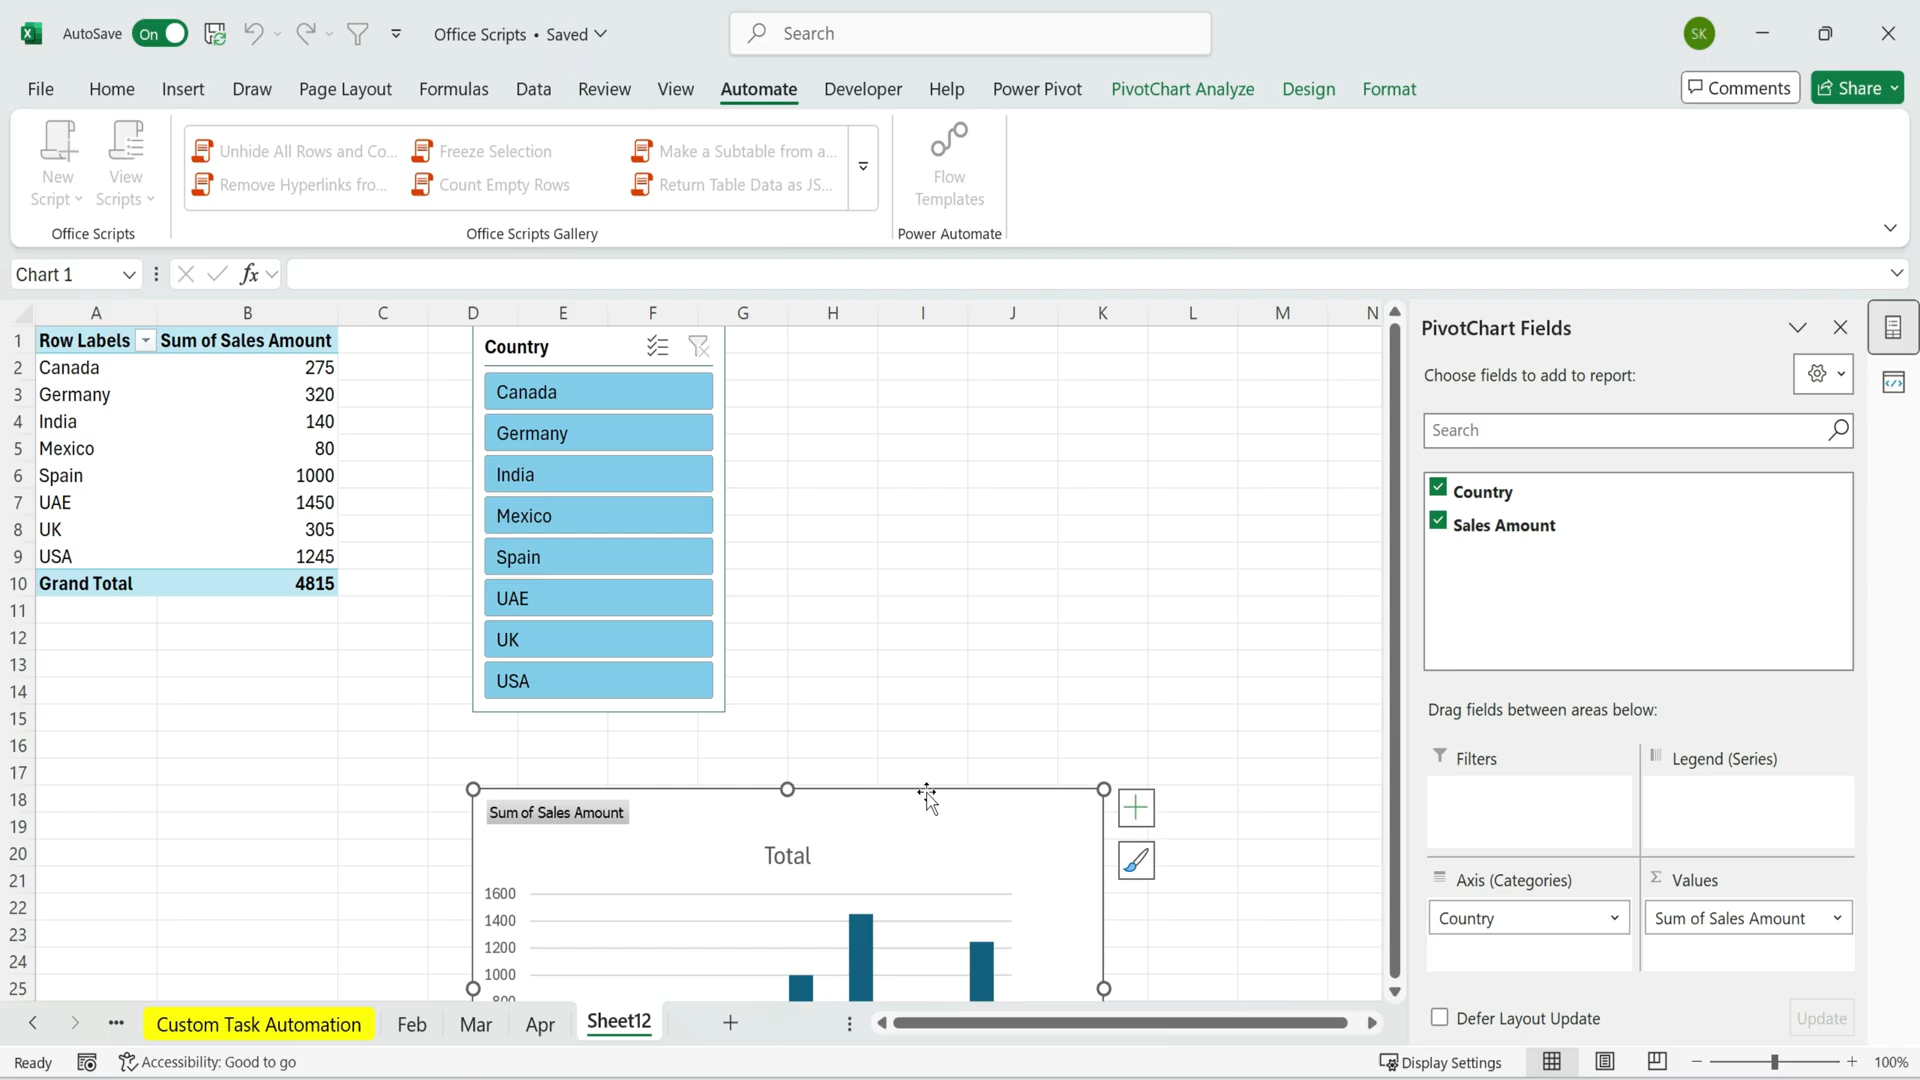 AutoSave On Office Scripts • Saved Search SK
File Home Insert Draw Page Layout Formulas Data Review View Automate Developer Help Power Pivot PivotChart Analyze Design Format Comments Share
New Script
View Scripts
Office Scripts
Unhide All Rows and Co... Freeze Selection Make a Subtable from a...
Remove Hyperlinks fro... Count Empty Rows Return Table Data as JS...
Office Scripts Gallery
Flow Templates
Power Automate
Chart 1 fx
A B C D E F G H I J K L M N
1 Row Labels Sum of Sales Amount
2 Canada 275
3 Germany 320
4 India 140
5 Mexico 80
6 Spain 1000
7 UAE 1450
8 UK 305
9 USA 1245
10 Grand Total 4815
11
12
13
14
15
16
17
18
19
20
21
22
23
24
25
Country
Canada
Germany
India
Mexico
Spain
UAE
UK
USA
Sum of Sales Amount
Total
1600
1400
1200
1000
800
PivotChart Fields
Choose fields to add to report:
Search
Country
Sales Amount
Drag fields between areas below:
Filters Legend (Series)
Axis (Categories) Σ Values
Country Sum of Sales Amount
Defer Layout Update Update
Custom Task Automation Feb Mar Apr Sheet12
Ready Accessibility: Good to go Display Settings 100%